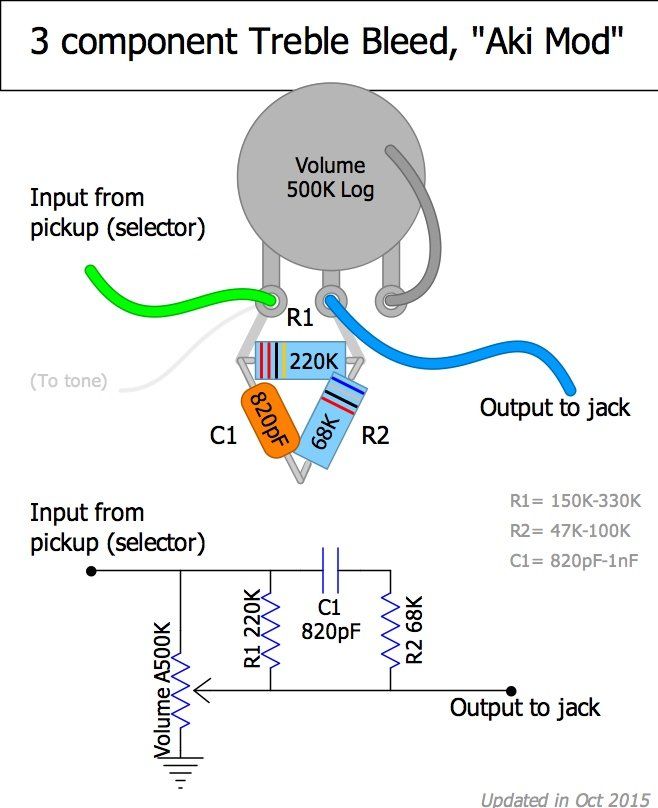 3 component Treble Bleed, "Aki Mod"
Volume
500K Log
Input from
pickup (selector)
R1
(To tone)
220K
820pF
68K
C1
R2
Output to jack
R1= 150K-330K
R2= 47K-100K
C1= 820pF-1nF
Input from
pickup (selector)
Volume A500K
R1 220K
C1
820pF
R2 68K
Output to jack
Updated in Oct 2015